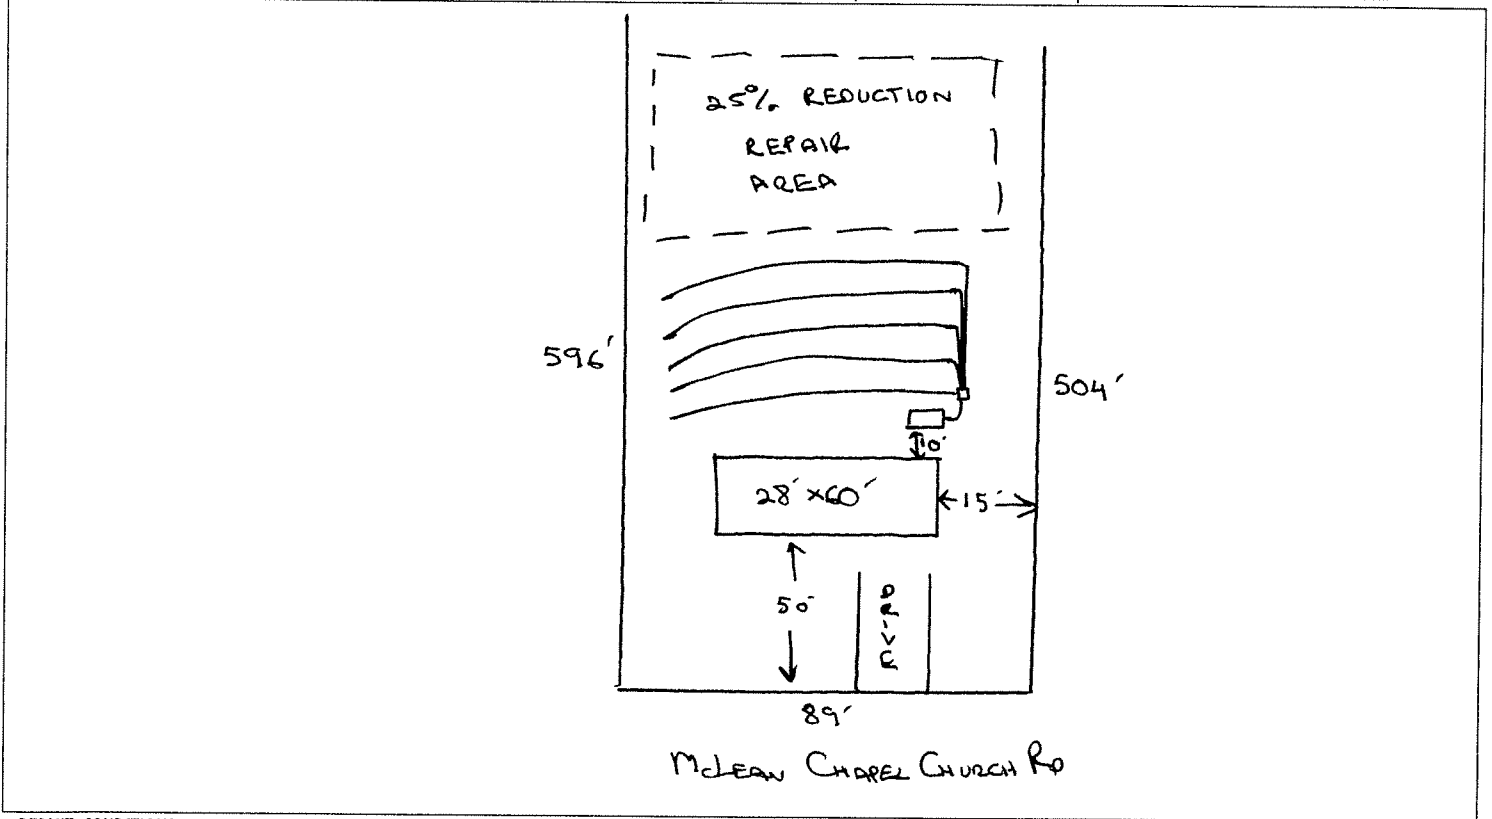 25% REDUCTION
REPAIR
AREA
596'
504'
10'
28' x 60'
15'
50'
DRIVE
89'
McLEAN CHAPEL CHURCH RD